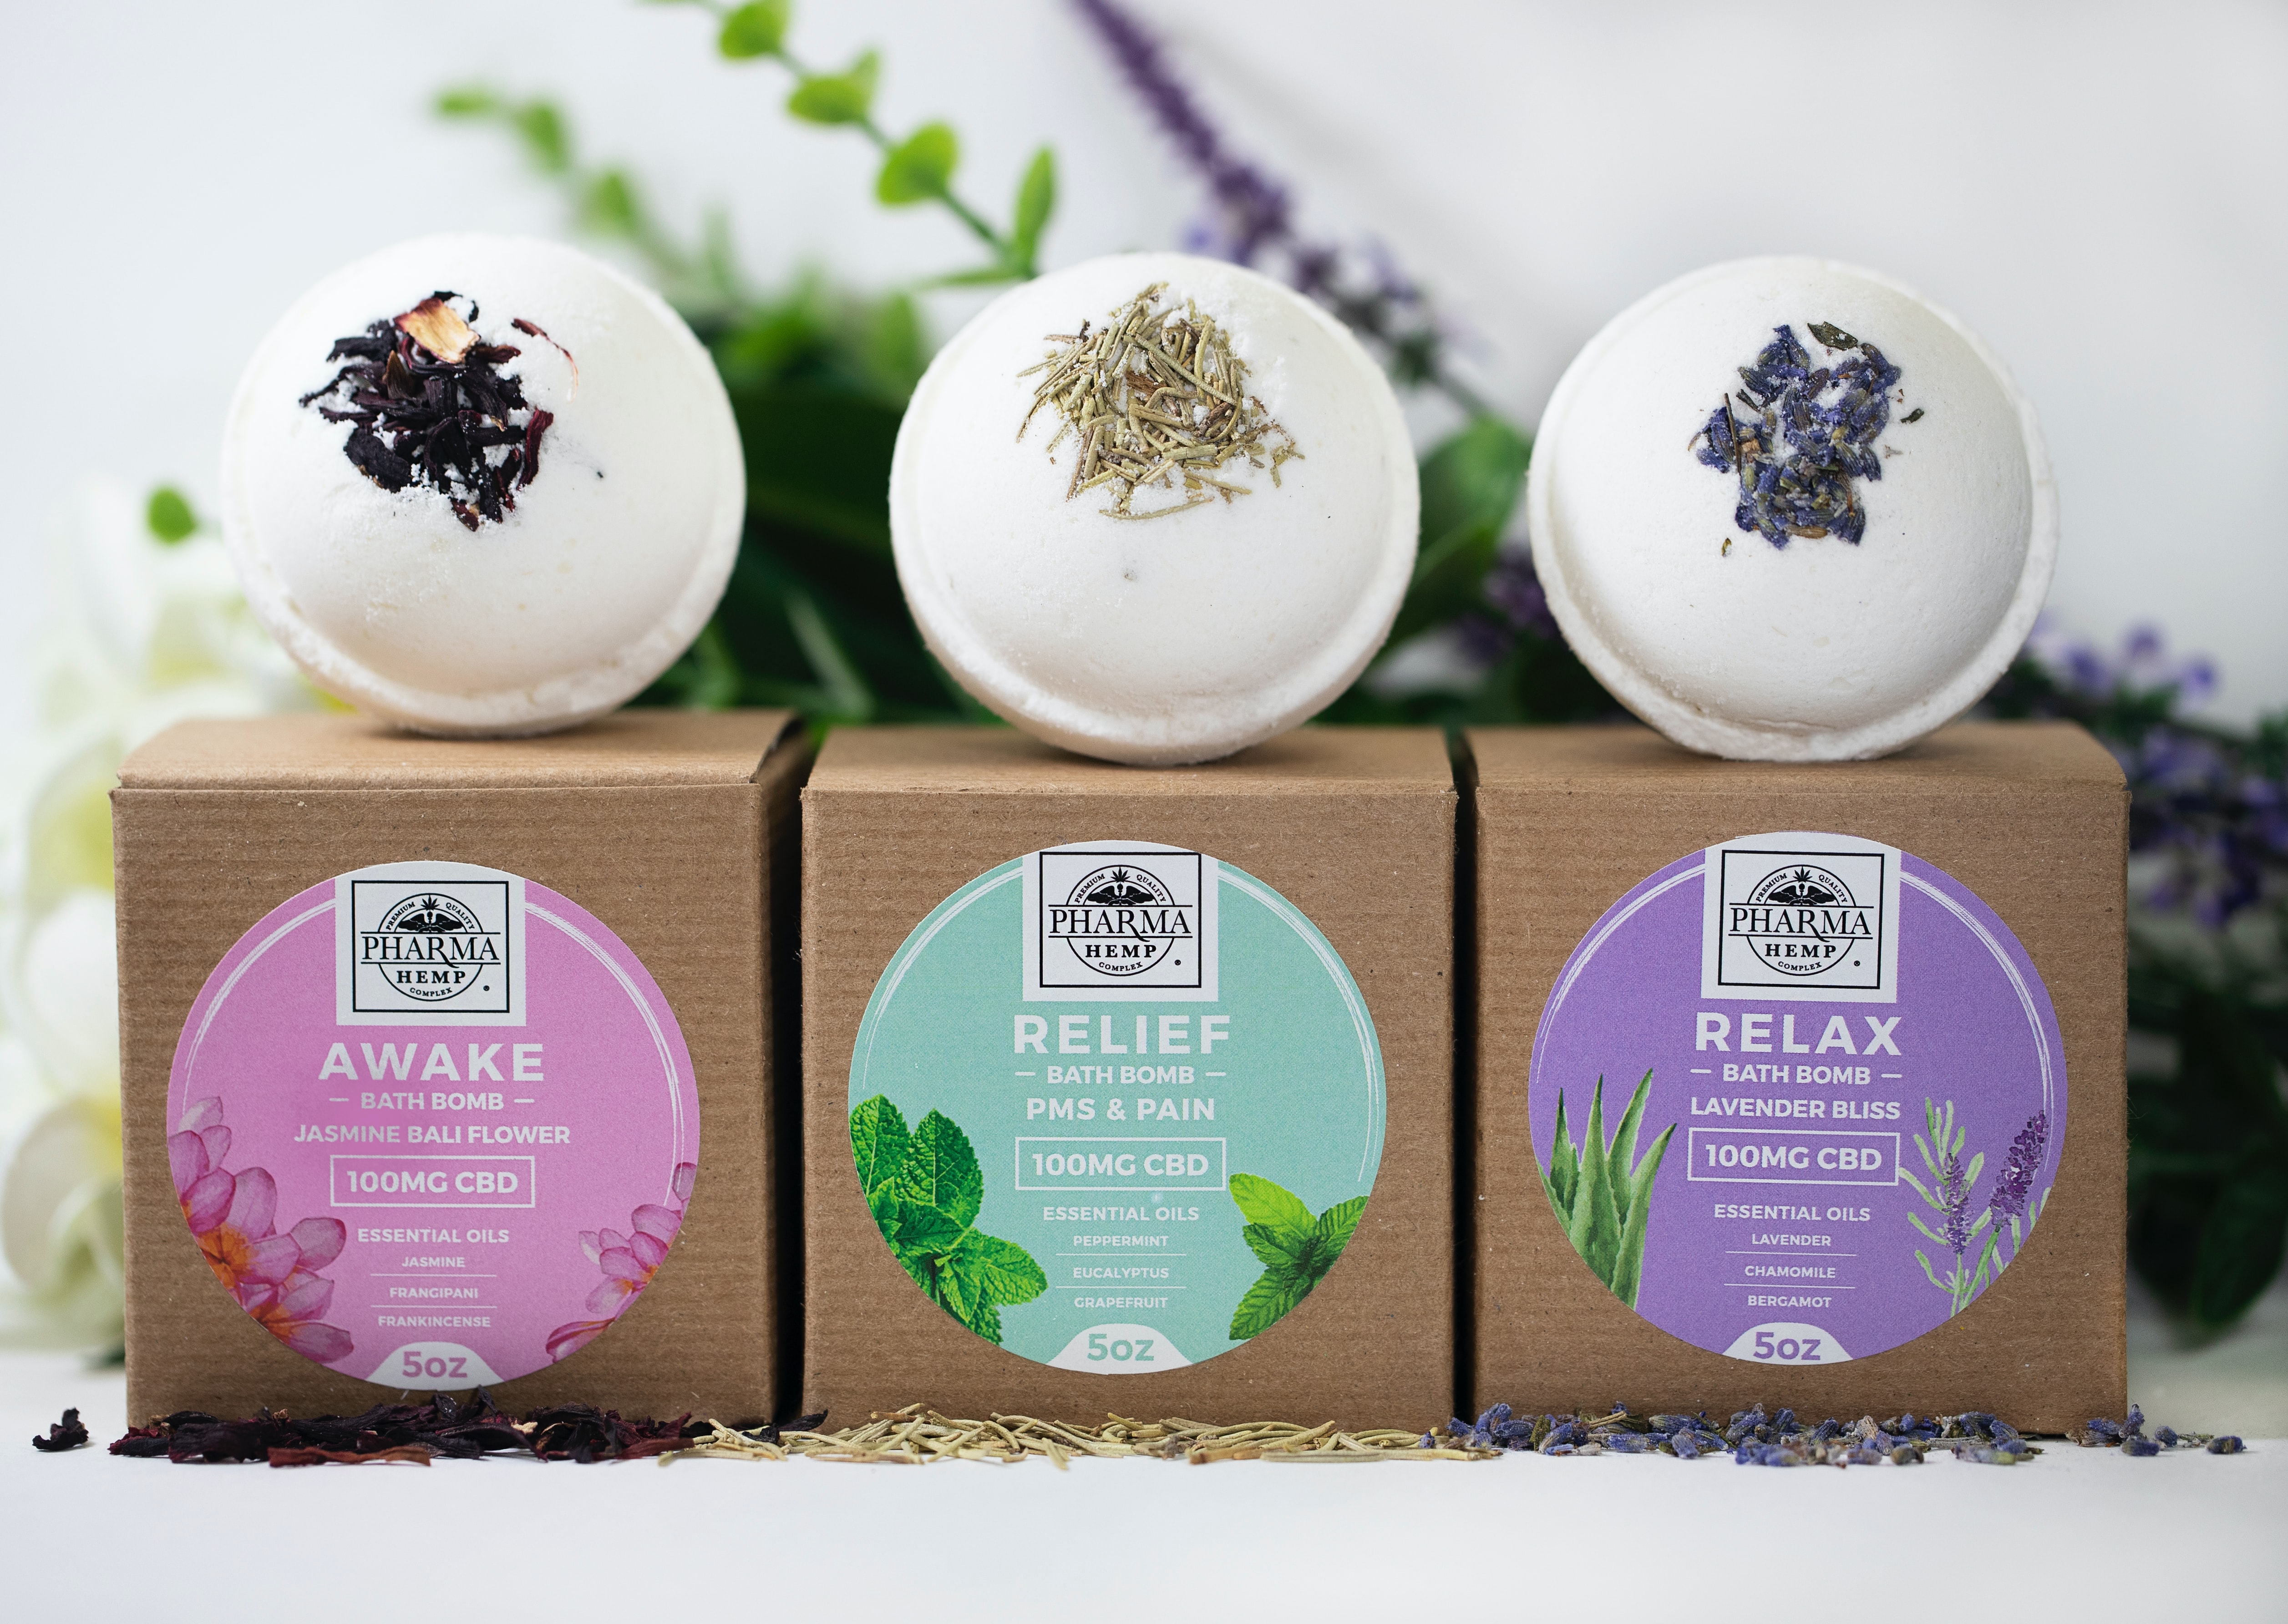 PREMIUM QUALITY
PHARMA
HEMP
COMPLEX
AWAKE
— BATH BOMB —
JASMINE BALI FLOWER
100MG CBD
ESSENTIAL OILS
JASMINE
FRANGIPANI
FRANKINCENSE
5oz
PREMIUM QUALITY
PHARMA
HEMP
COMPLEX
RELIEF
— BATH BOMB —
PMS & PAIN
100MG CBD
ESSENTIAL OILS
PEPPERMINT
EUCALYPTUS
GRAPEFRUIT
5oz
PREMIUM QUALITY
PHARMA
HEMP
COMPLEX
RELAX
— BATH BOMB —
LAVENDER BLISS
100MG CBD
ESSENTIAL OILS
LAVENDER
CHAMOMILE
BERGAMOT
5oz